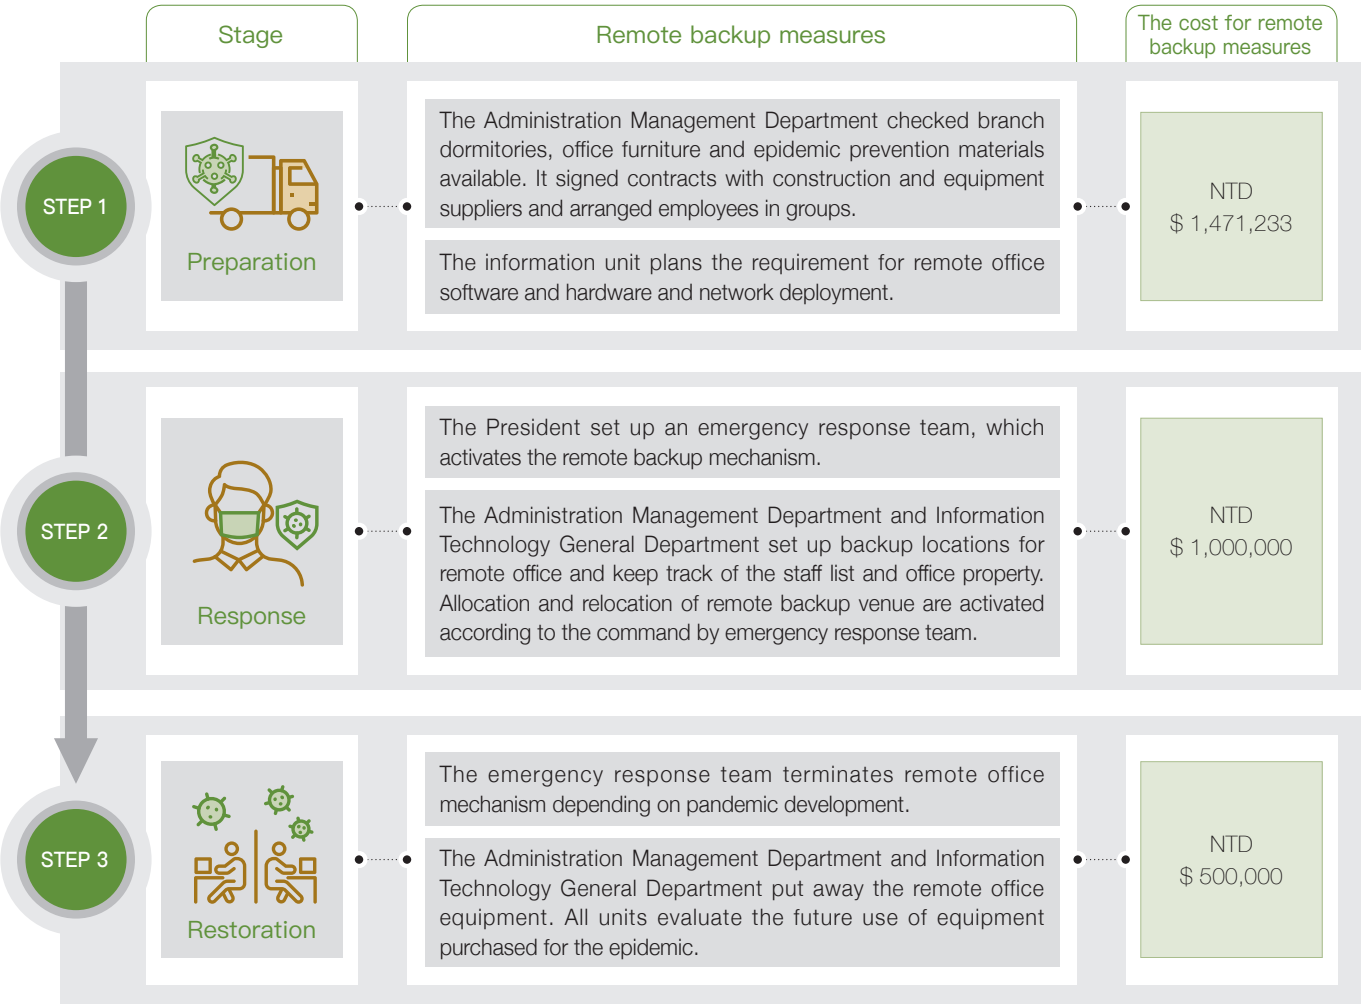 Stage
Remote backup measures
The cost for remote
backup measures
STEP 1
Preparation
The Administration Management Department checked branch
dormitories, office furniture and epidemic prevention materials
available. It signed contracts with construction and equipment
suppliers and arranged employees in groups.
The information unit plans the requirement for remote office
software and hardware and network deployment.
NTD
$ 1,471,233
STEP 2
Response
The President set up an emergency response team, which
activates the remote backup mechanism.
The Administration Management Department and Information
Technology General Department set up backup locations for
remote office and keep track of the staff list and office property.
Allocation and relocation of remote backup venue are activated
according to the command by emergency response team.
NTD
$ 1,000,000
STEP 3
Restoration
The emergency response team terminates remote office
mechanism depending on pandemic development.
The Administration Management Department and Information
Technology General Department put away the remote office
equipment. All units evaluate the future use of equipment
purchased for the epidemic.
NTD
$ 500,000